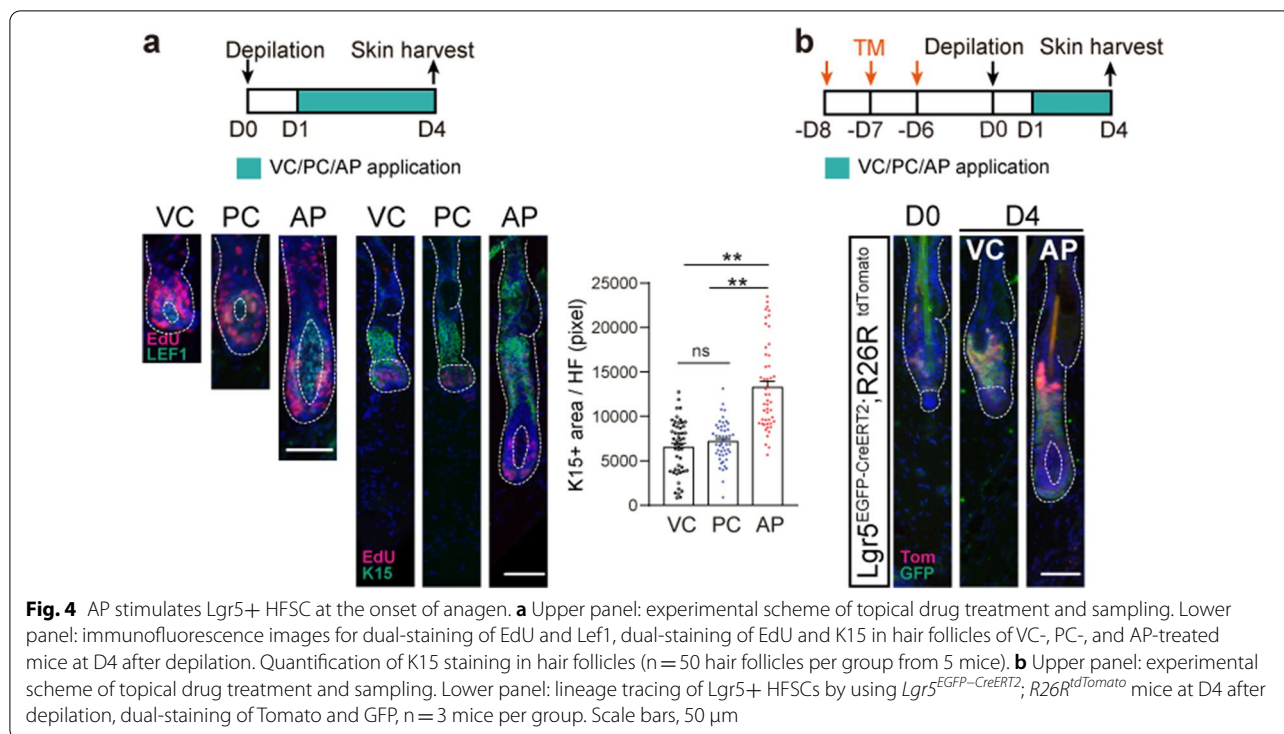 a
Depilation Skin harvest
D0 D1 D4
VC/PC/AP application
VC PC AP VC PC AP
EdU
LEF1
EdU
K15
K15+ area / HF (pixel)
25000
20000
15000
10000
5000
0
**
**
ns
VC PC AP
b
TM Depilation Skin harvest
-D8 -D7 -D6 D0 D1 D4
VC/PC/AP application
D0 D4
VC AP
Lgr5EGFP-CreERT2;R26R tdTomato
Tom
GFP
Fig. 4 AP stimulates Lgr5+ HFSC at the onset of anagen. a Upper panel: experimental scheme of topical drug treatment and sampling. Lower
panel: immunofluorescence images for dual-staining of EdU and Lef1, dual-staining of EdU and K15 in hair follicles of VC-, PC-, and AP-treated
mice at D4 after depilation. Quantification of K15 staining in hair follicles (n = 50 hair follicles per group from 5 mice). b Upper panel: experimental
scheme of topical drug treatment and sampling. Lower panel: lineage tracing of Lgr5+ HFSCs by using Lgr5EGFP–CreERT2; R26RtdTomato mice at D4 after
depilation, dual-staining of Tomato and GFP, n = 3 mice per group. Scale bars, 50 μm